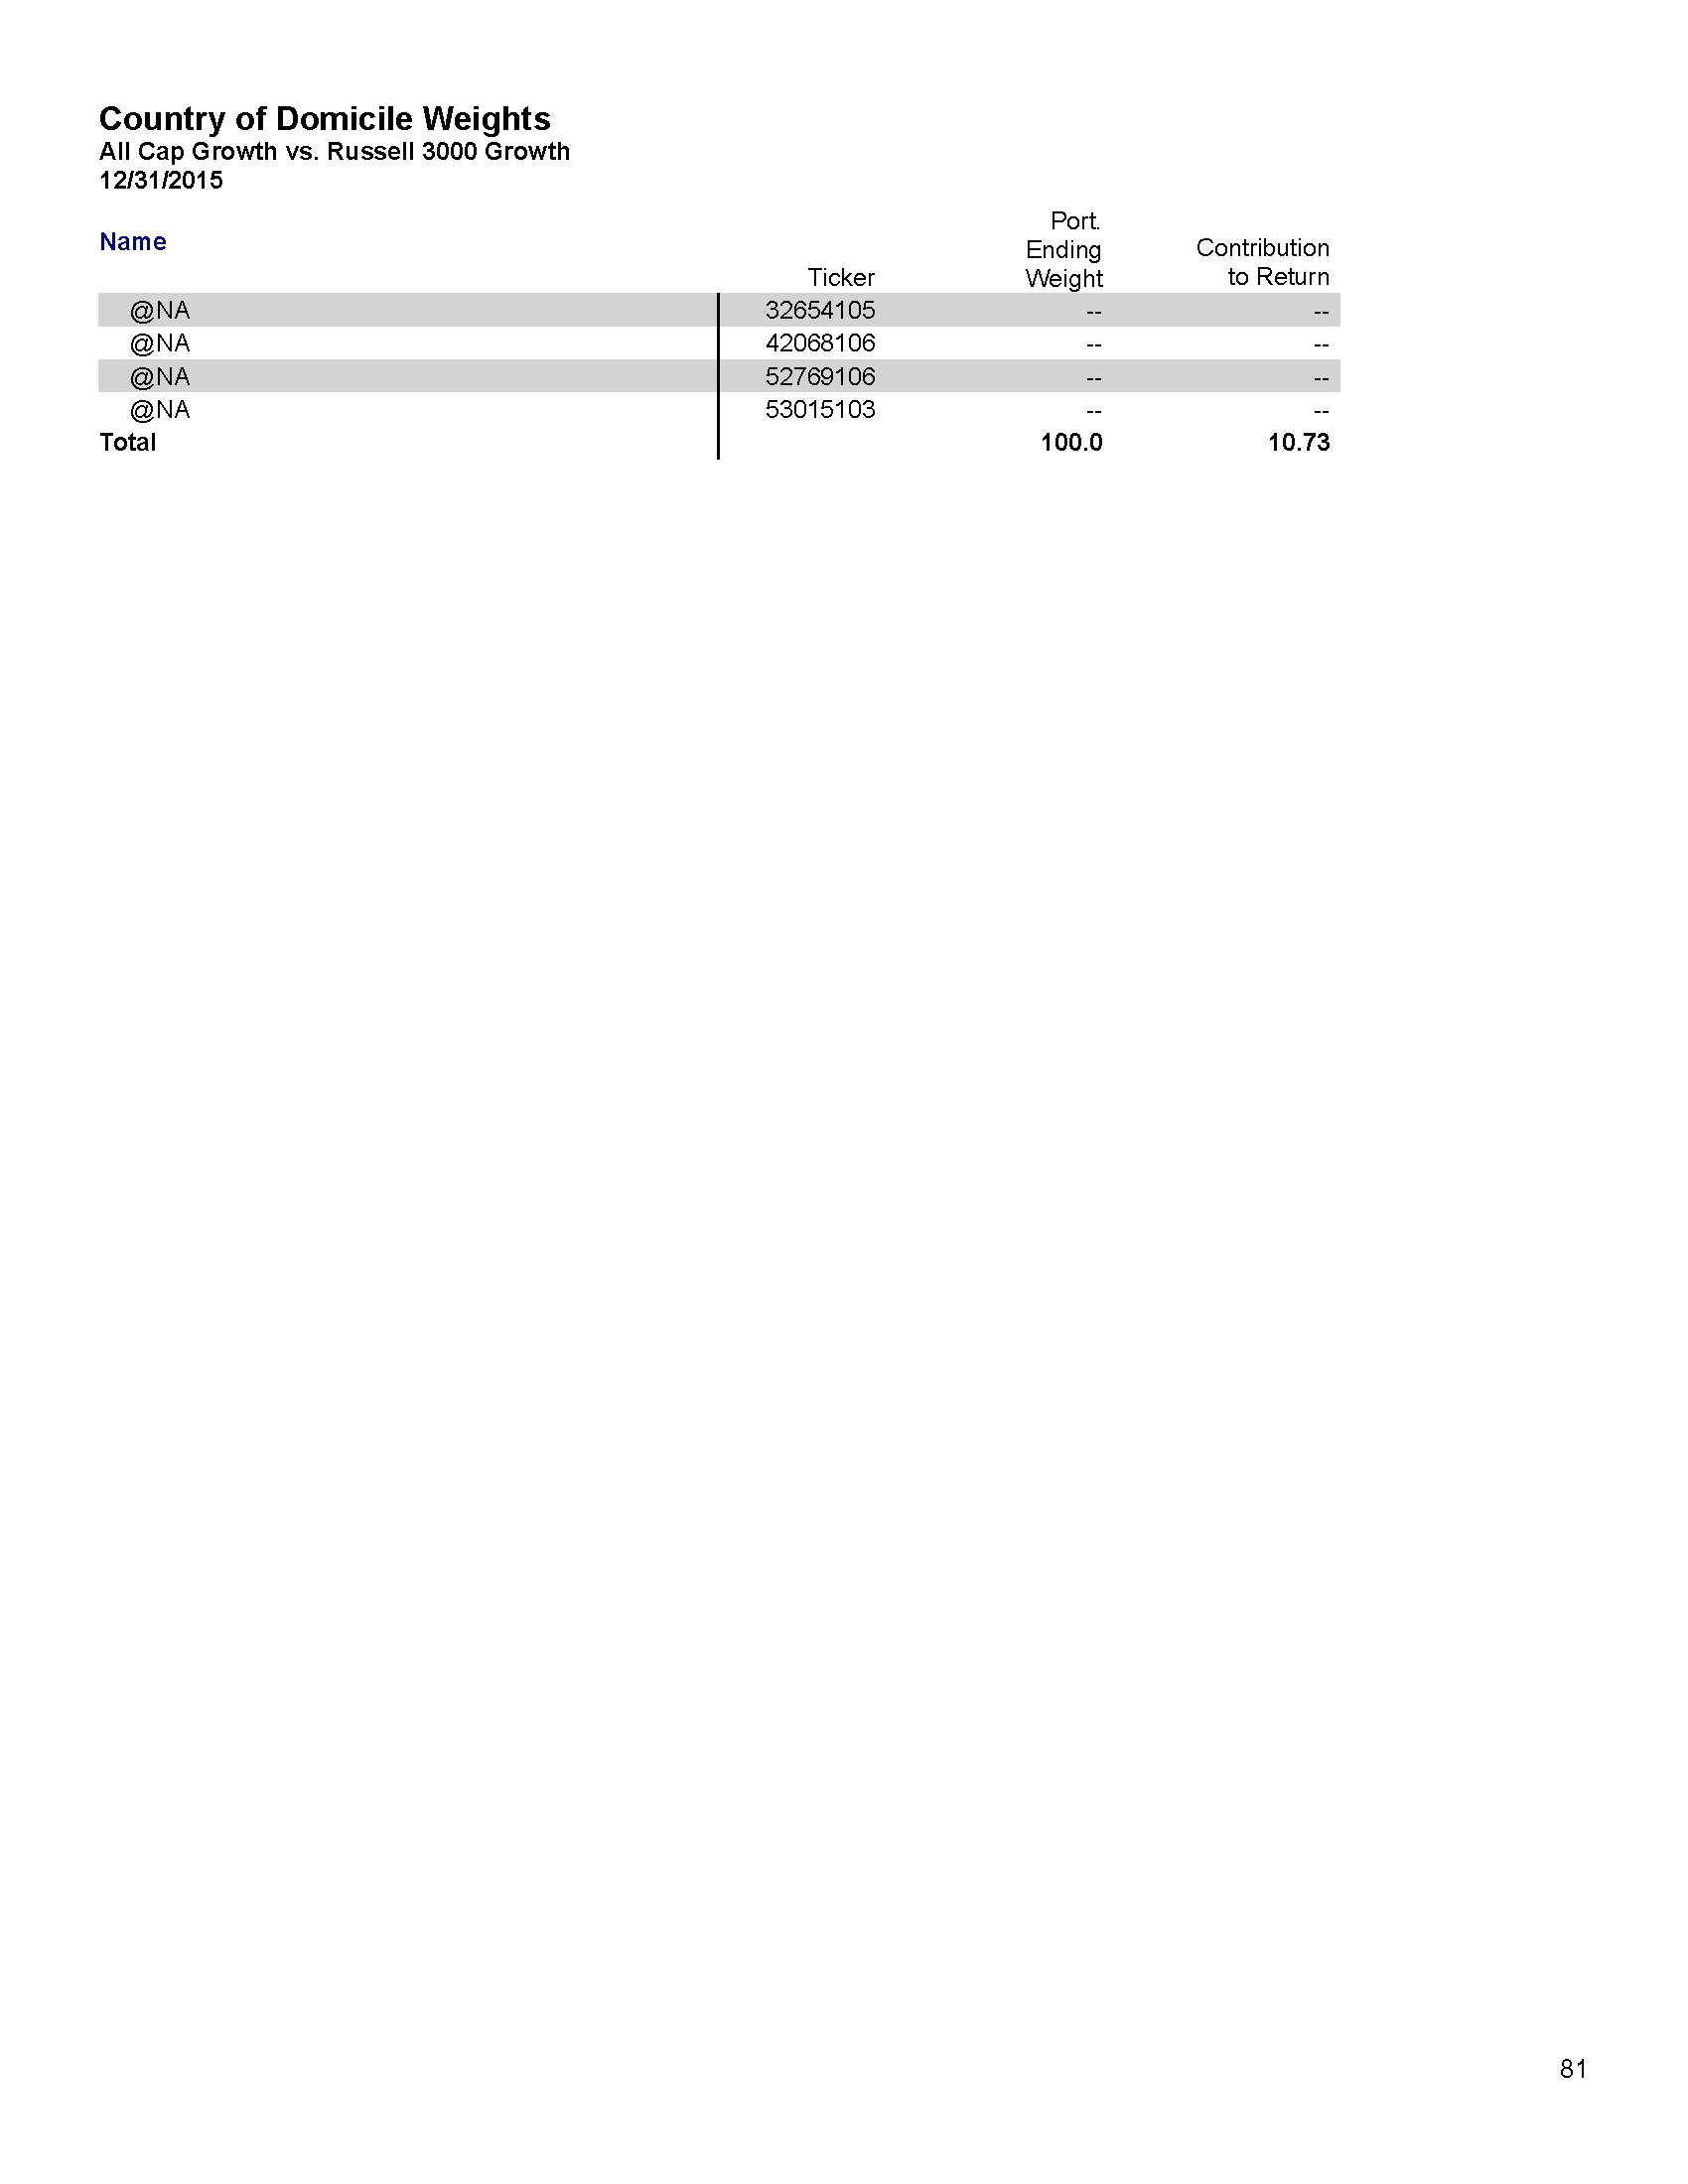 Country of Domicile Weights
All Cap Growth vs. Russell 3000 Growth
12/31/2015
Name Ticker Port. Ending Weight Contribution to Return
@NA 32654105 -- --
@NA 42068106 -- --
@NA 52769106 -- --
@NA 53015103 -- --
Total 100.0 10.73
81